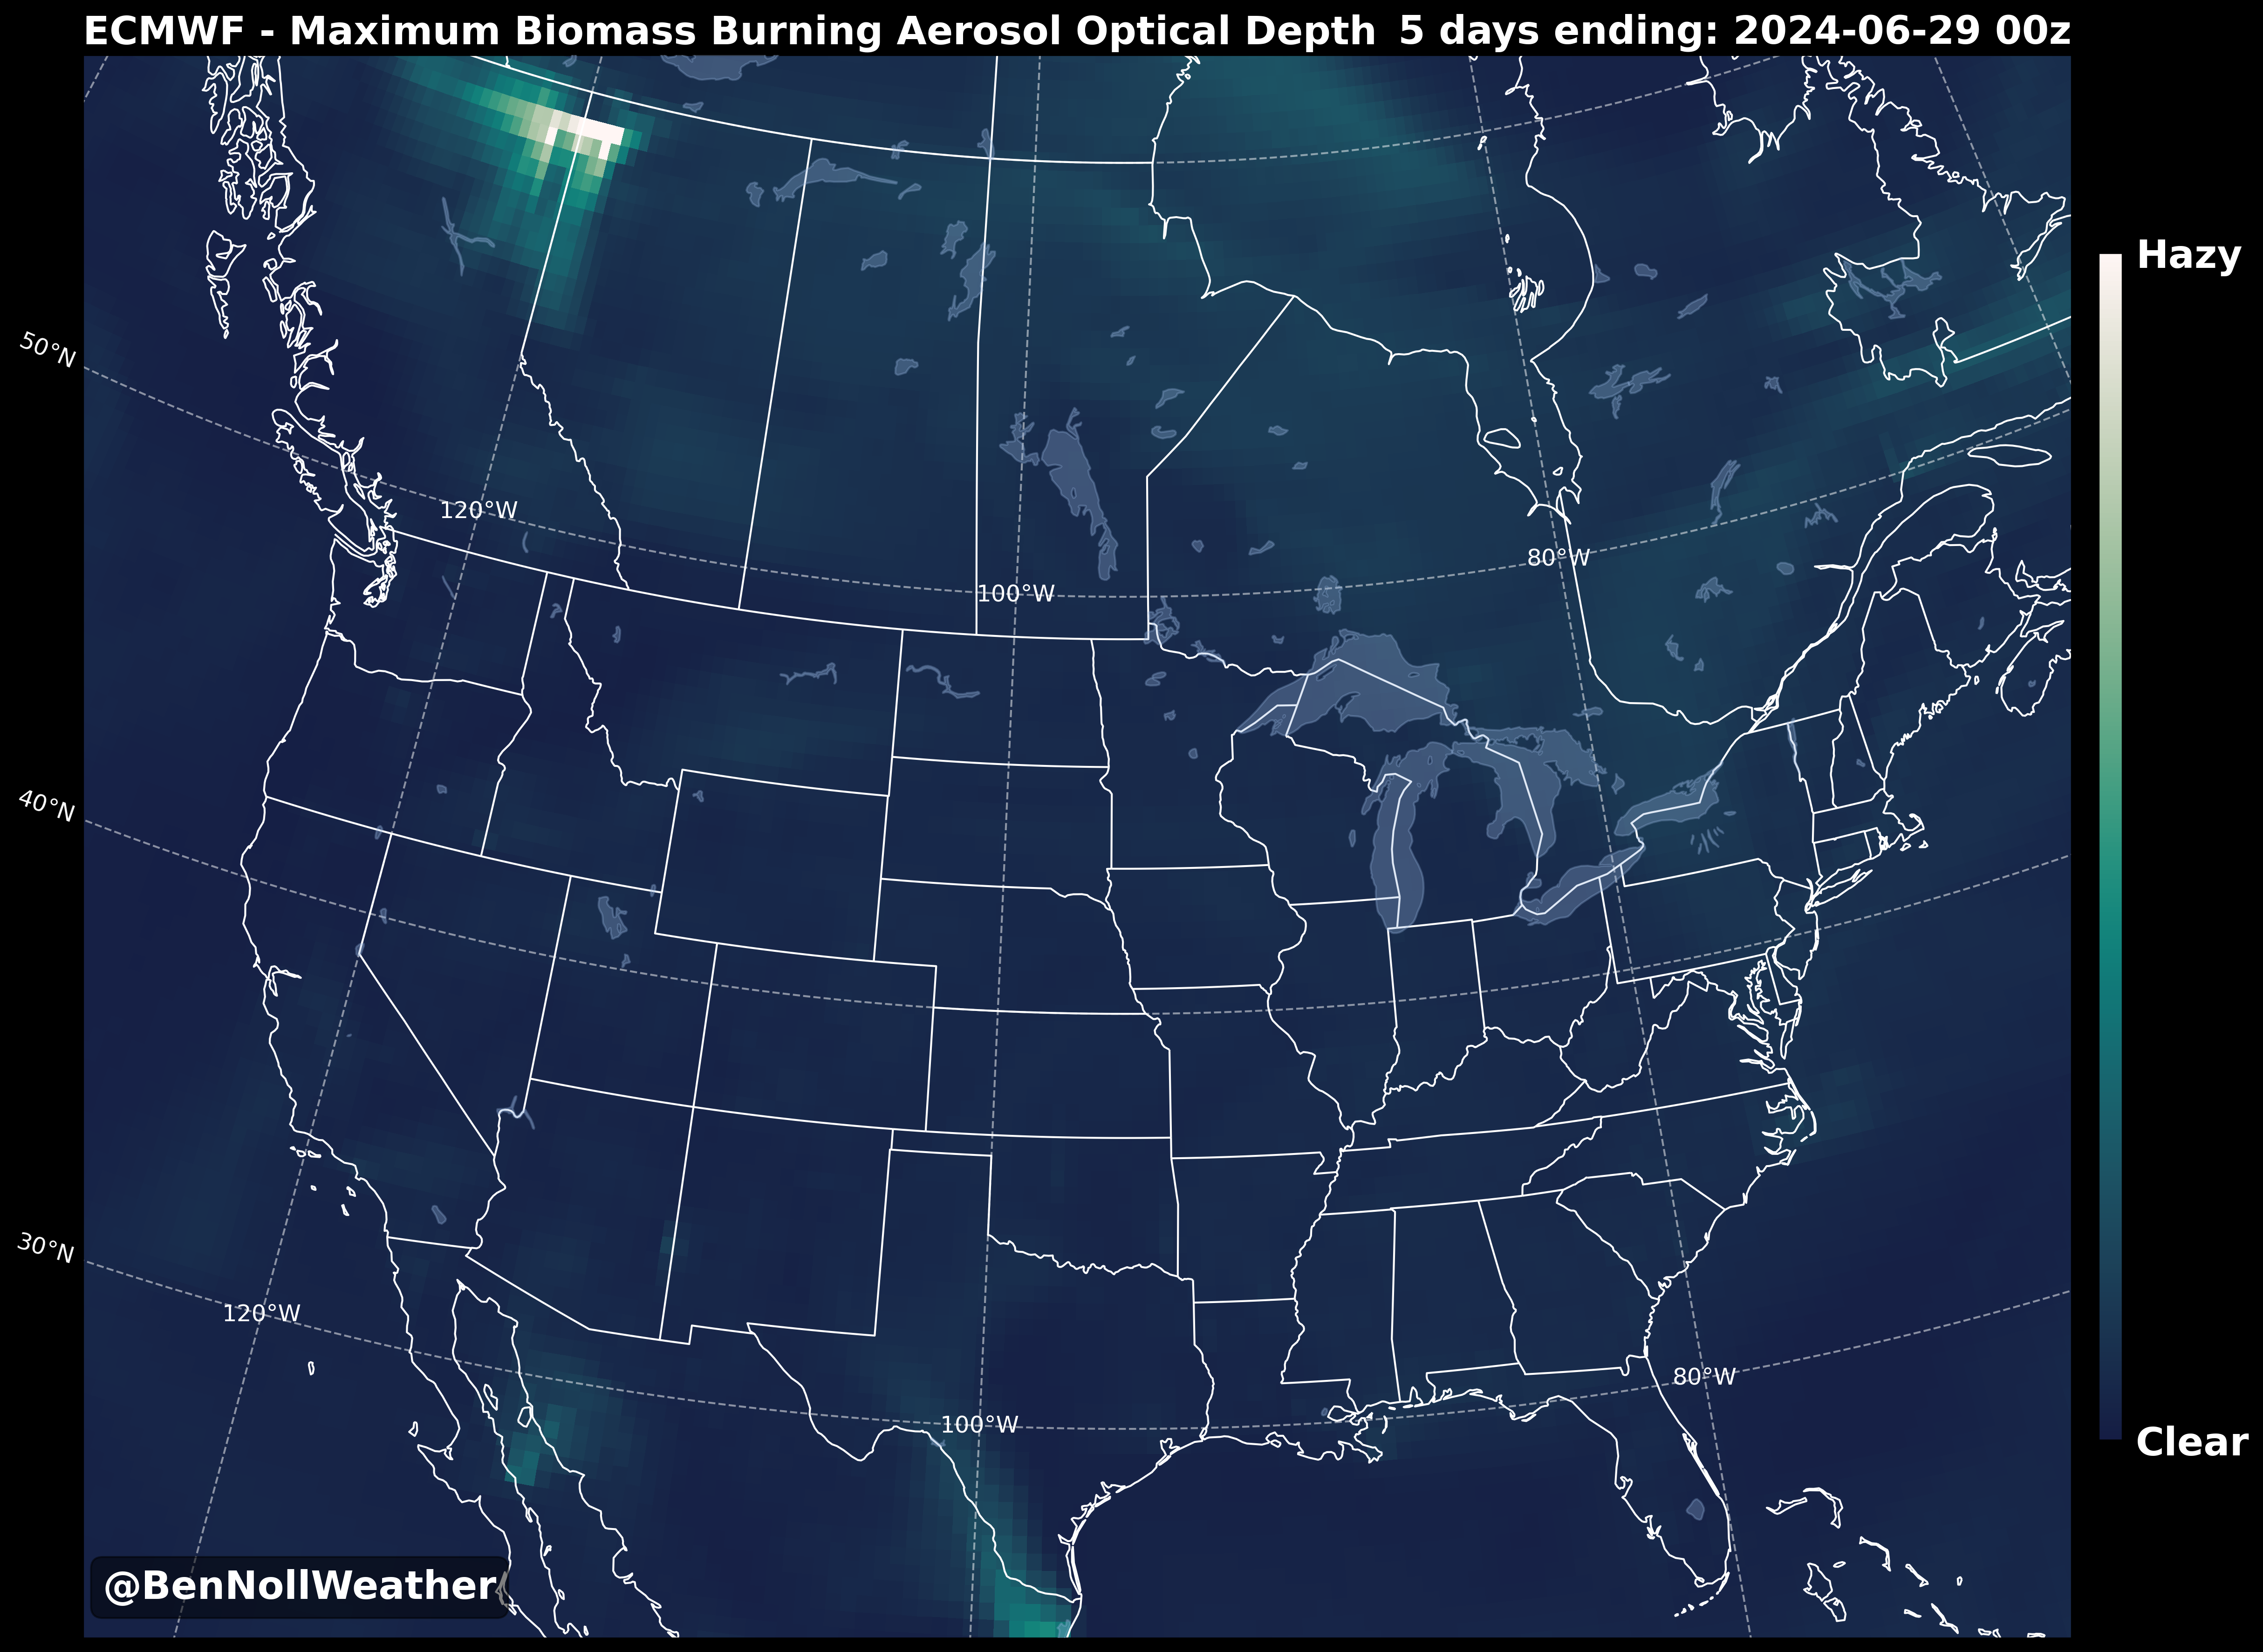 ECMWF - Maximum Biomass Burning Aerosol Optical Depth 5 days ending: 2024-06-29 00z
Hazy
50°N
120°W
80°W
100°W
40°N
30°N
120°W
80°W
100°W
Clear
@BenNollWeather